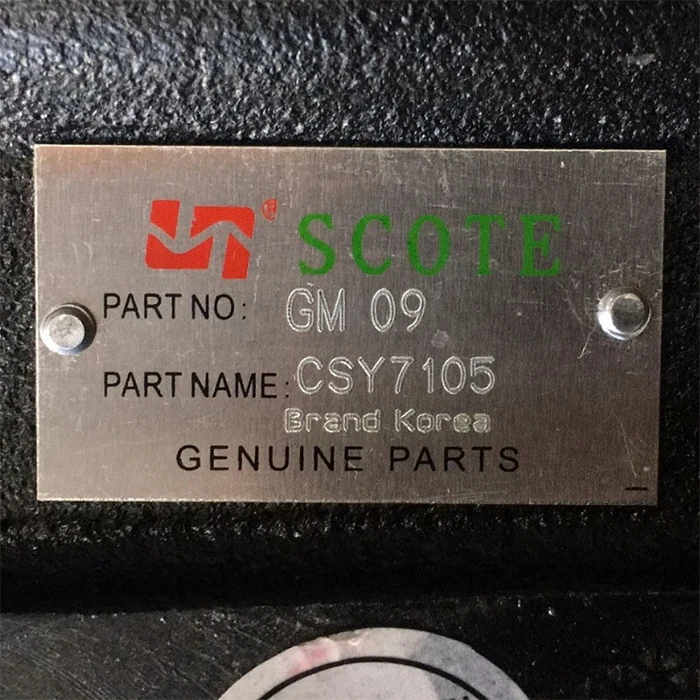 ® SCOTE
PART NO: GM 09
PART NAME: CSY7105
Brand Korea
GENUINE PARTS